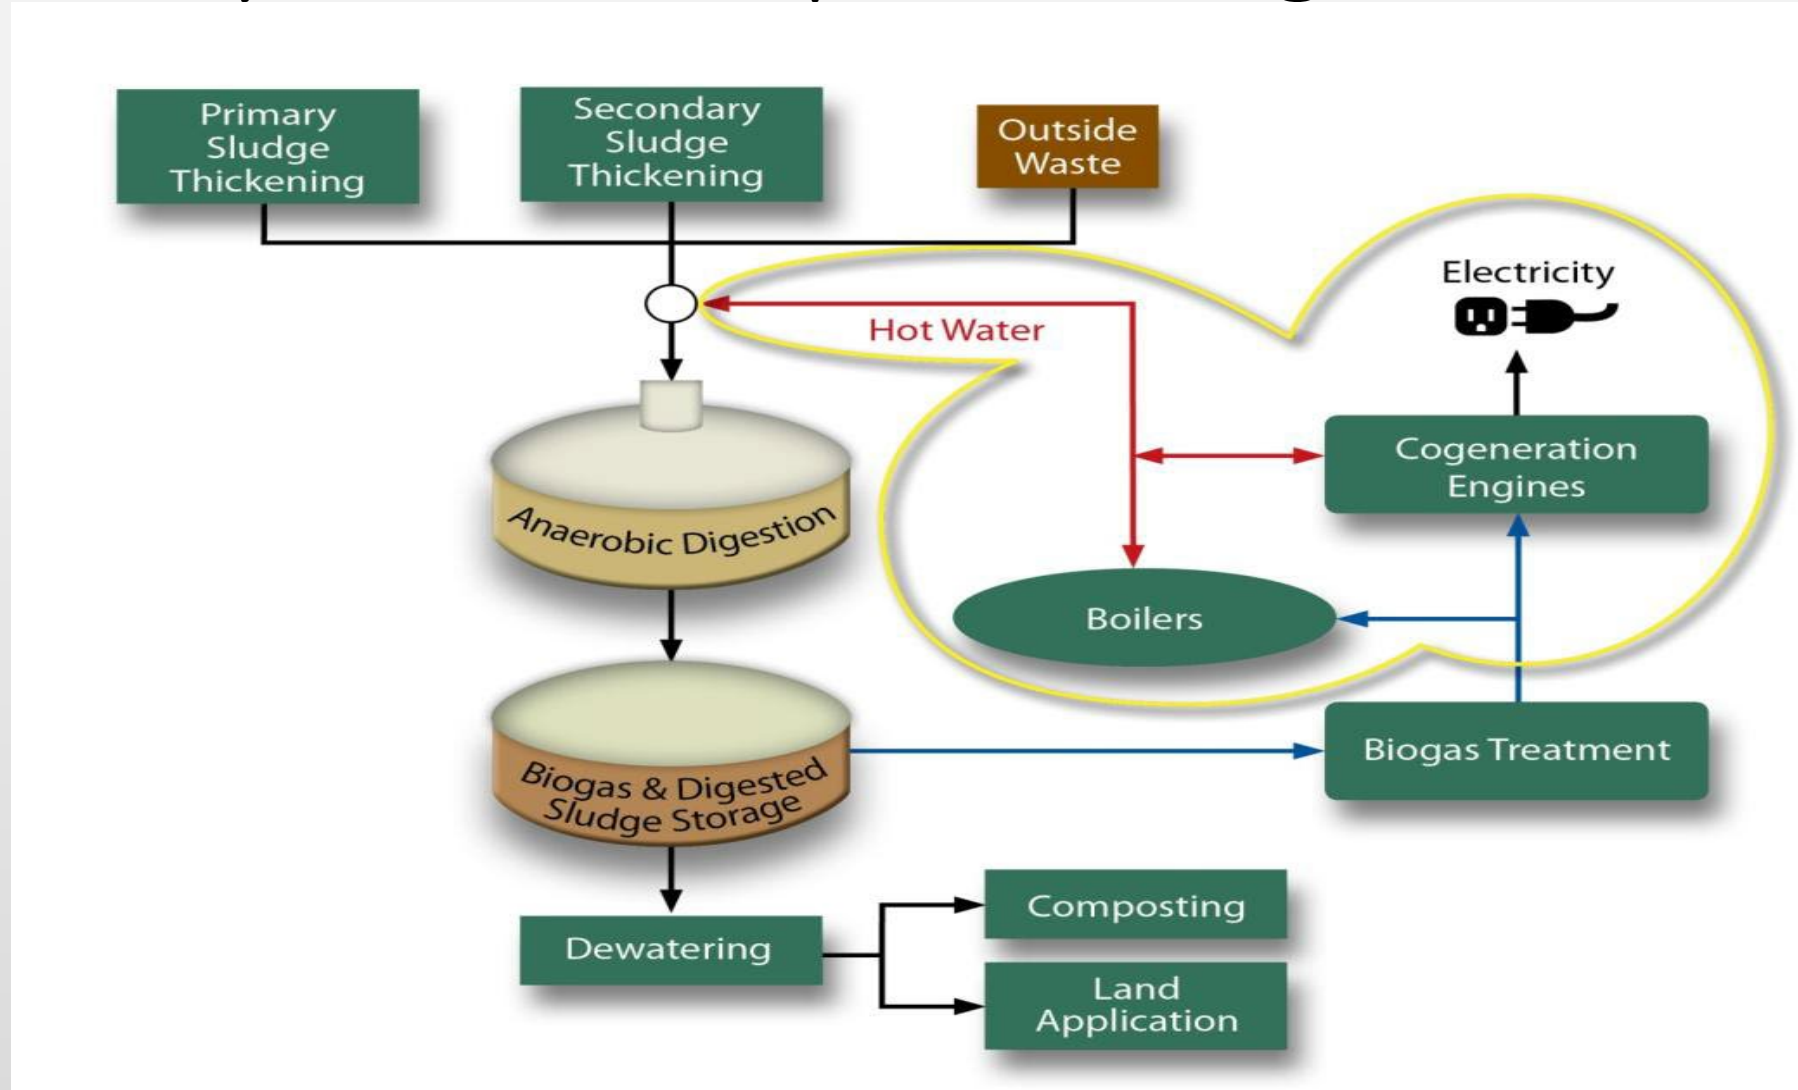 Primary
Sludge
Thickening
Secondary
Sludge
Thickening
Outside
Waste
Electricity
Hot Water
Cogeneration
Engines
Anaerobic Digestion
Boilers
Biogas Treatment
Biogas & Digested
Sludge Storage
Composting
Dewatering
Land
Application